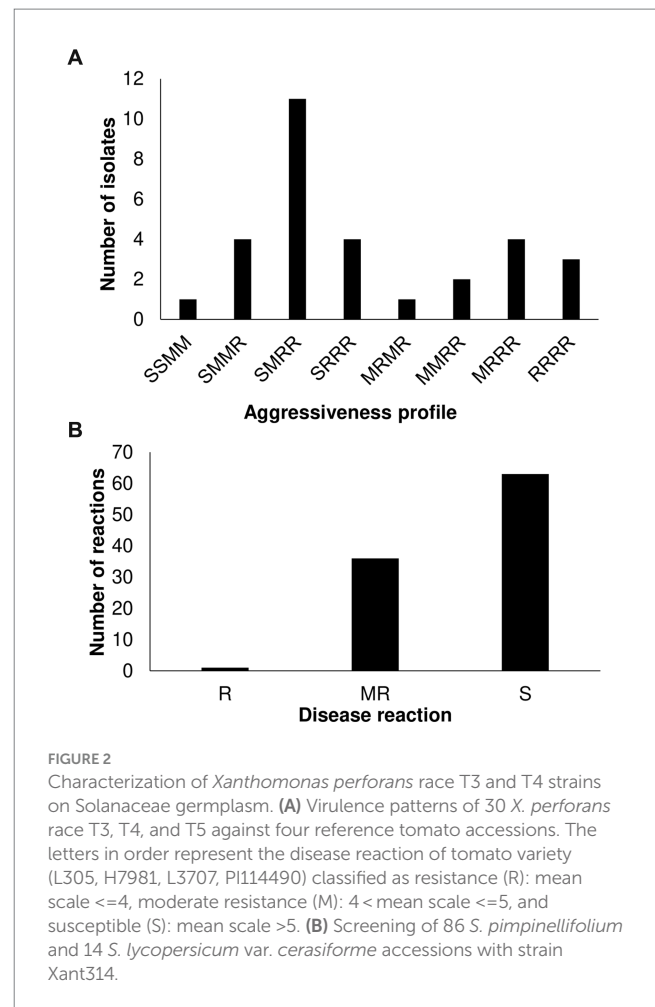 A
12
10
8
6
4
2
0
Number of isolates
SSMM SMMR SMRR SRRR MRMR MMRR MRRR RRRR
Aggressiveness profile
B
70
60
50
40
30
20
10
0
Number of reactions
R MR S
Disease reaction
FIGURE 2
Characterization of Xanthomonas perforans race T3 and T4 strains
on Solanaceae germplasm. (A) Virulence patterns of 30 X. perforans
race T3, T4, and T5 against four reference tomato accessions. The
letters in order represent the disease reaction of tomato variety
(L305, H7981, L3707, PI114490) classified as resistance (R): mean
scale <=4, moderate resistance (M): 4 < mean scale <=5, and
susceptible (S): mean scale >5. (B) Screening of 86 S. pimpinellifolium
and 14 S. lycopersicum var. cerasiforme accessions with strain
Xant314.